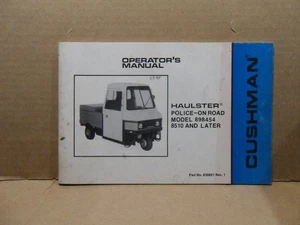 OPERATOR'S
MANUAL
HAULSTER®
POLICE-ON ROAD
MODEL 898454
8510 AND LATER
CUSHMAN®